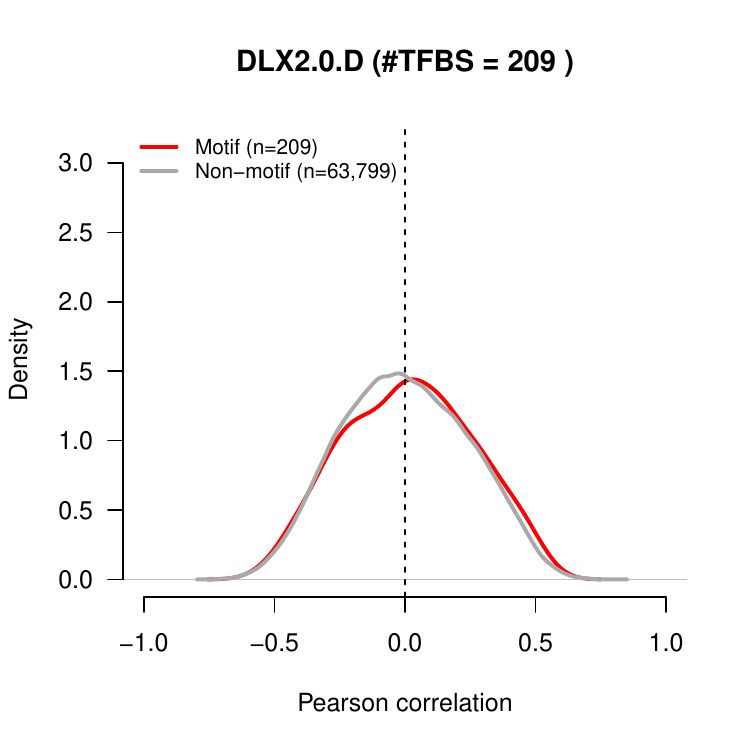 DLX2.0.D (#TFBS = 209 )
Motif (n=209)
Non−motif (n=63,799)
3.0
2.5
2.0
1.5
1.0
0.5
0.0
Density
−1.0 −0.5 0.0 0.5 1.0
Pearson correlation